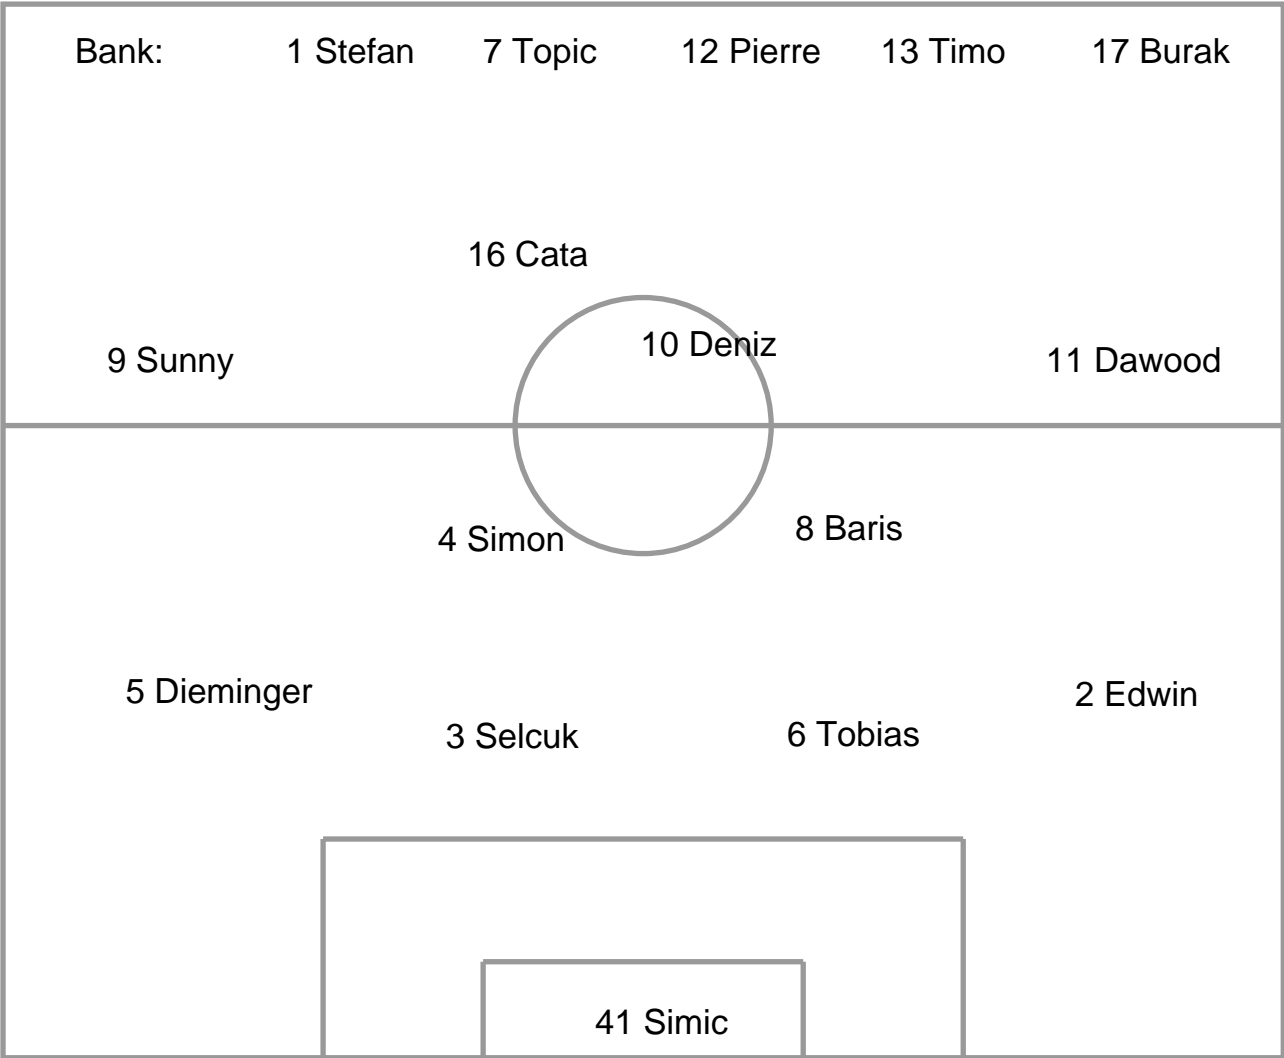 Bank: 1 Stefan 7 Topic 12 Pierre 13 Timo 17 Burak
16 Cata
10 Deniz
9 Sunny 11 Dawood
4 Simon 8 Baris
5 Dieminger 2 Edwin
3 Selcuk 6 Tobias
41 Simic